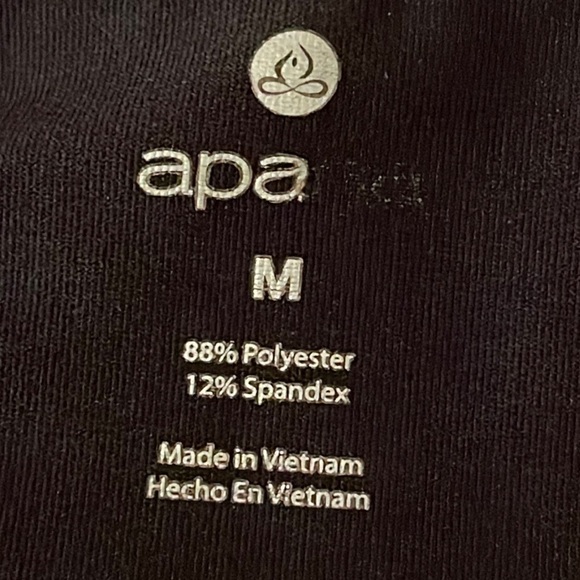 apa
M
88% Polyester
12% Spandex
Made in Vietnam
Hecho En Vietnam